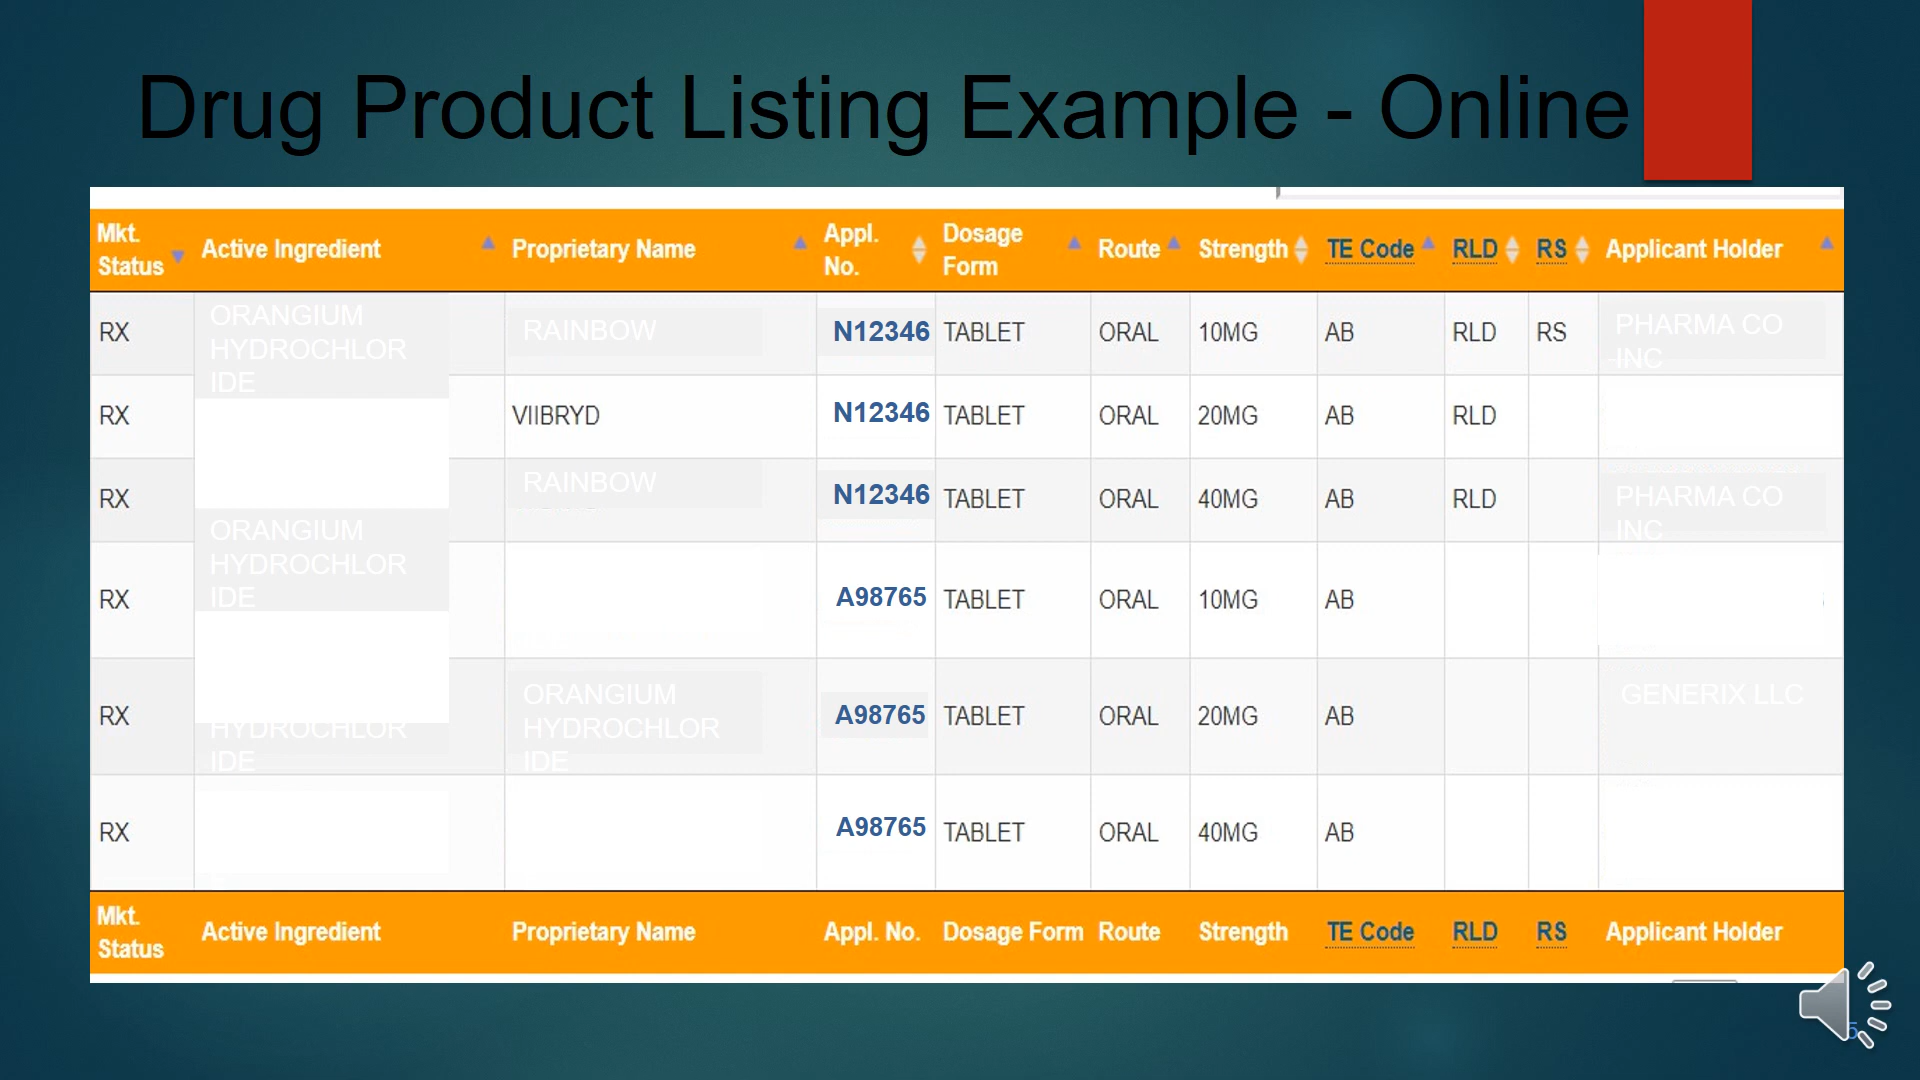 Drug Product Listing Example - Online
Mkt. Status Active Ingredient Proprietary Name Appl. No. Dosage Form Route Strength TE Code RLD RS Applicant Holder
RX ORANGIUM HYDROCHLORIDE RAINBOW N12346 TABLET ORAL 10MG AB RLD RS PHARMA CO INC
RX VIIBRYD N12346 TABLET ORAL 20MG AB RLD
RX ORANGIUM HYDROCHLORIDE RAINBOW N12346 TABLET ORAL 40MG AB RLD PHARMA CO INC
RX A98765 TABLET ORAL 10MG AB
RX HYDROCHLORIDE ORANGIUM HYDROCHLORIDE A98765 TABLET ORAL 20MG AB GENERIX LLC
RX A98765 TABLET ORAL 40MG AB
Mkt. Status Active Ingredient Proprietary Name Appl. No. Dosage Form Route Strength TE Code RLD RS Applicant Holder
5